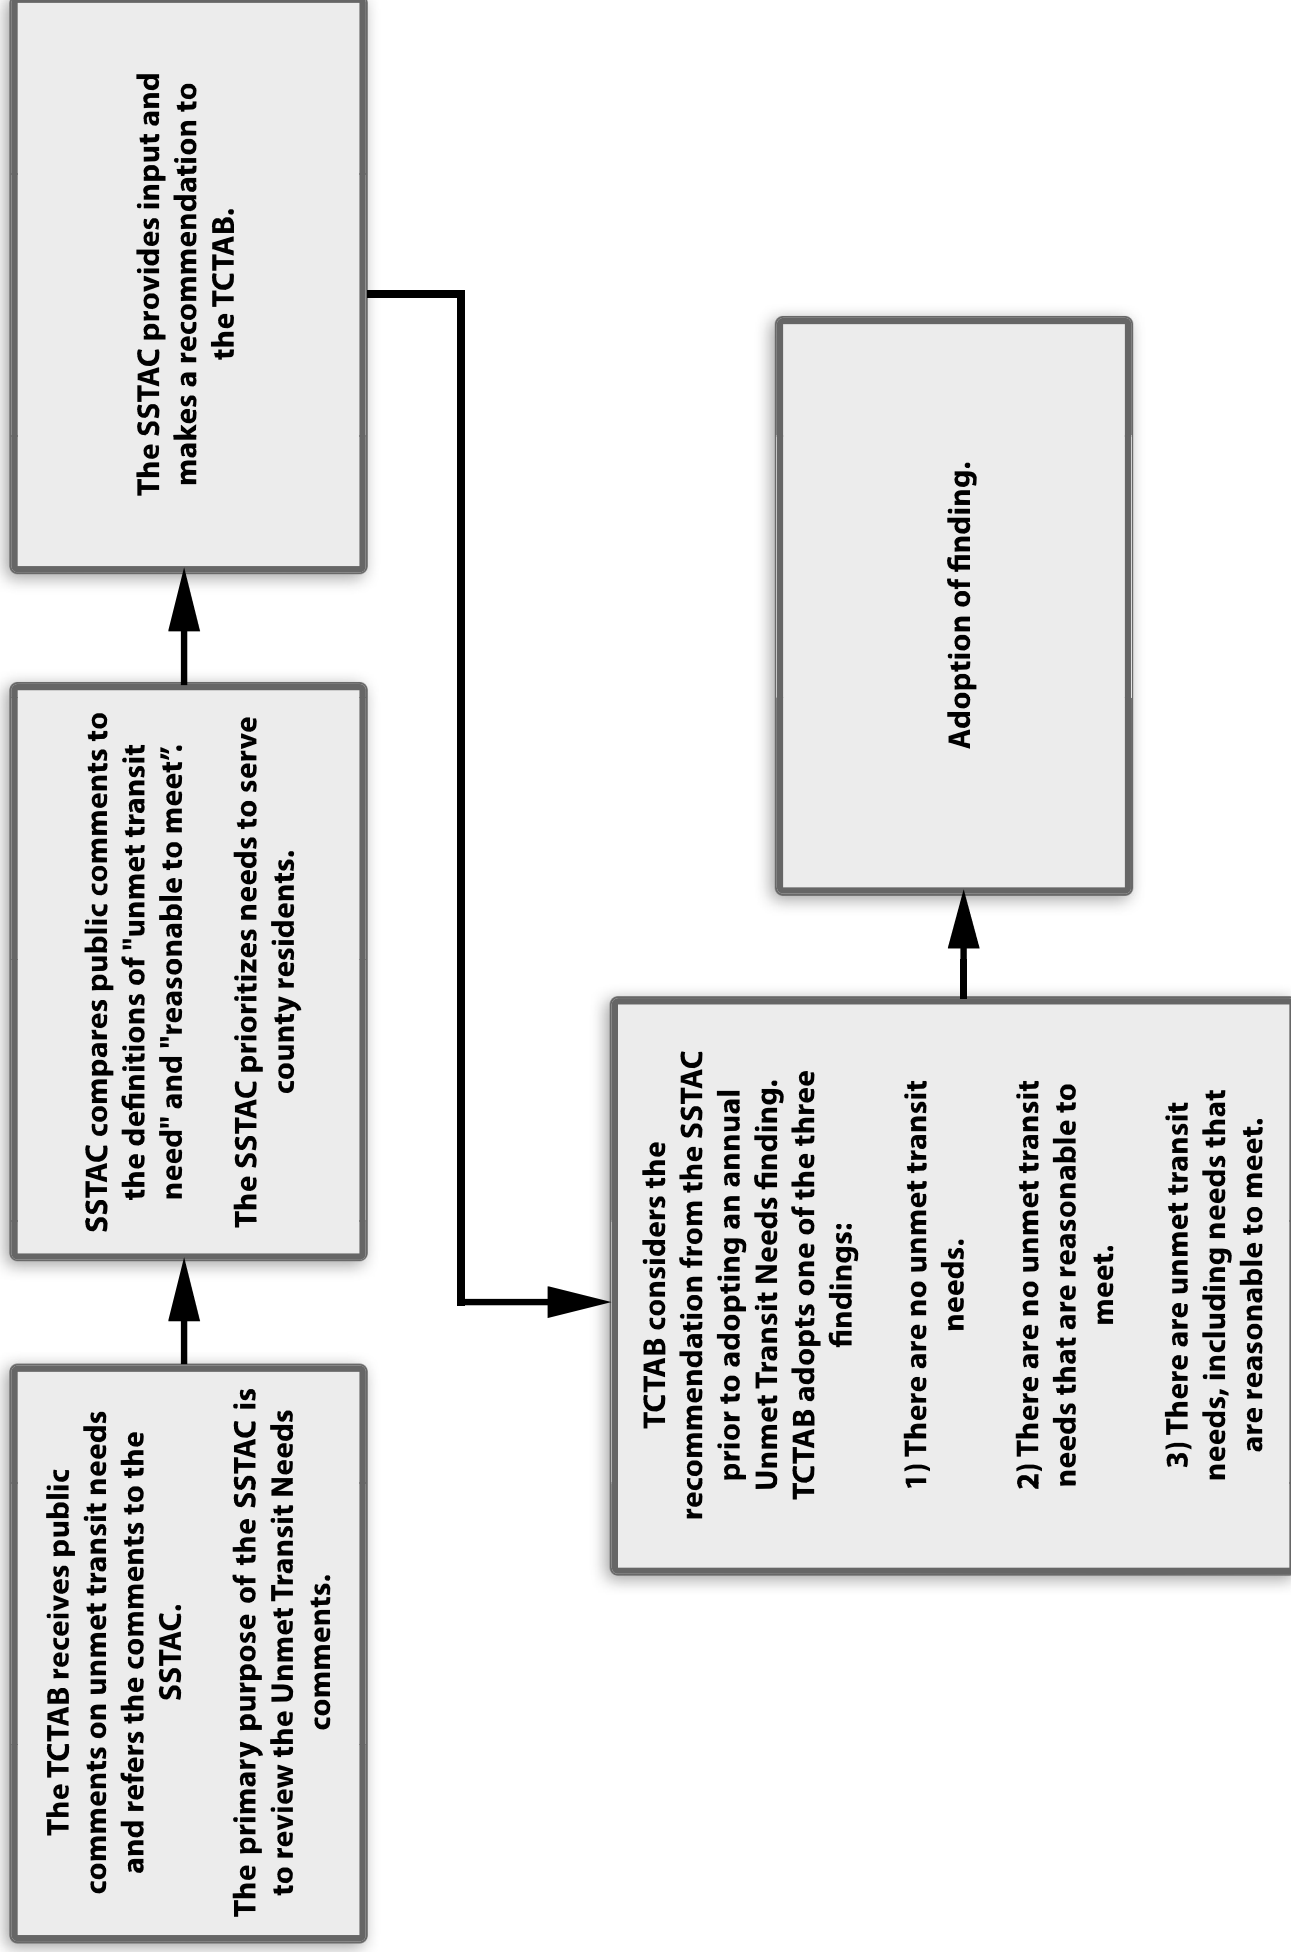 The TCTAB receives public
comments on unmet transit needs
and refers the comments to the
SSTAC.
The primary purpose of the SSTAC is
to review the Unmet Transit Needs
comments.
SSTAC compares public comments to
the definitions of "unmet transit
need" and "reasonable to meet”.
The SSTAC prioritizes needs to serve
county residents.
The SSTAC provides input and
makes a recommendation to
the TCTAB.
TCTAB considers the
recommendation from the SSTAC
prior to adopting an annual
Unmet Transit Needs finding.
TCTAB adopts one of the three
findings:
1) There are no unmet transit
needs.
2) There are no unmet transit
needs that are reasonable to
meet.
3) There are unmet transit
needs, including needs that
are reasonable to meet.
Adoption of finding.